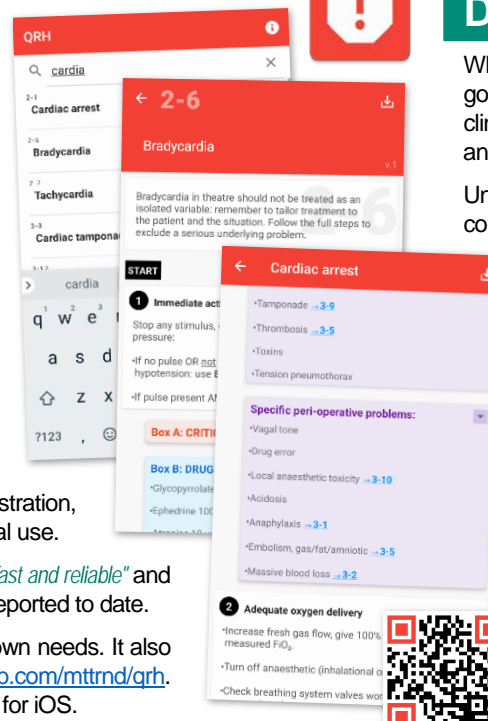 QRH
cardia
2-1
Cardiac arrest
Bradycardia
Tachycardia
3-9
Cardiac tampona
3-12
cardia
q w² e³
a s d
z x
?123 ,
2-6
Bradycardia
v.1
Bradycardia in theatre should not be treated as an
isolated variable: remember to tailor treatment to
the patient and the situation. Follow the full steps to
exclude a serious underlying problem.
2-6
START
1 Immediate acti
Stop any stimulus,
pressure:
•If no pulse OR not
hypotension: use
•If pulse present
Box A: CRITI
Box B: DRUG
•Glycopyrrolate
•Ephedrine 100
Cardiac arrest
•Tamponade →3-9
•Thrombosis →3-5
•Toxins
•Tension pneumothorax
Specific peri-operative problems:
•Vagal tone
•Drug error
•Local anaesthetic toxicity →3-10
•Acidosis
•Anaphylaxis →3-1
•Embolism, gas/fat/amniotic →3-5
•Massive blood loss →3-2
2 Adequate oxygen delivery
•Increase fresh gas flow, give 100%
measured FiO₂.
•Turn off anaesthetic (inhalational o
•Check breathing system valves wor
D
Wh
go
clin
an
Un
co
stration,
al use.
ast and reliable" and
eported to date.
own needs. It also
o.com/mttrnd/qrh.
for iOS.